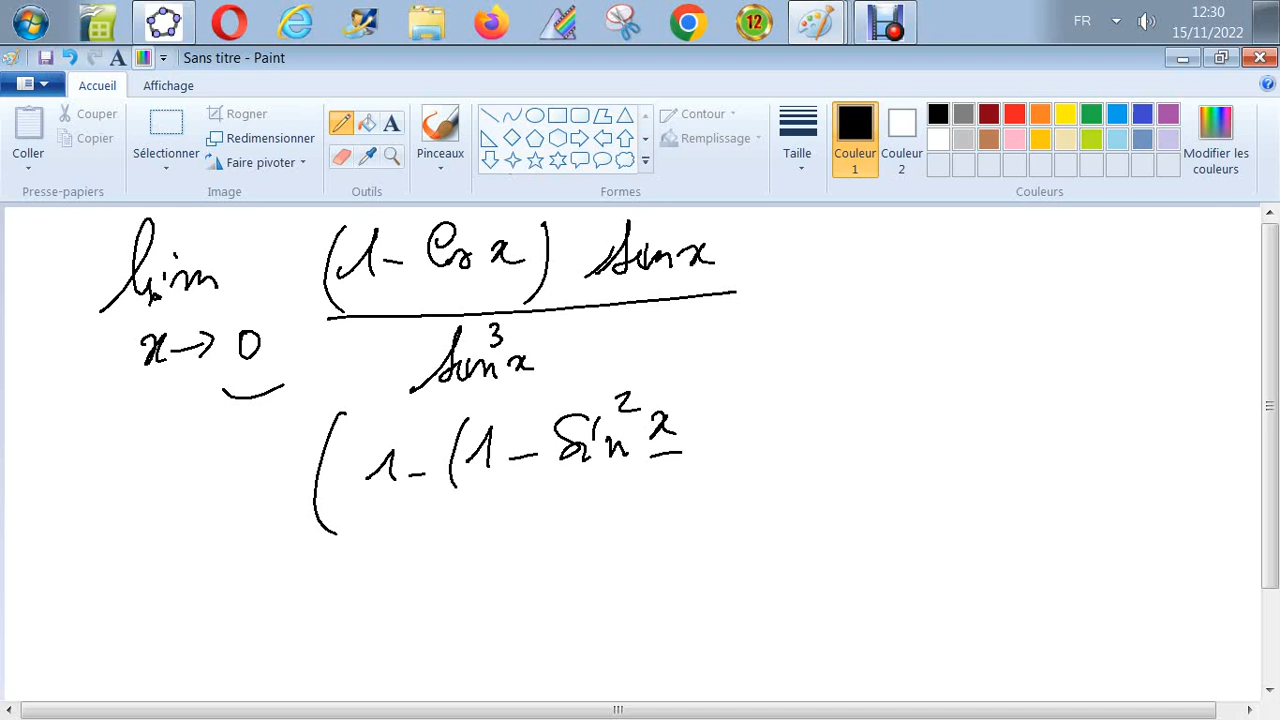 12
FR
12:30
15/11/2022
Sans titre - Paint
Accueil Affichage
Coller
Couper
Copier
Presse-papiers
Sélectionner
Rogner
Redimensionner
Faire pivoter
Image
A
Outils
Pinceaux
Contour
Remplissage
Formes
Taille
Couleur 1
Couleur 2
Modifier les couleurs
Couleurs
lim (1 - Cos x) sin x
x → 0 sin³x
( 1 - (1 - Sin² x